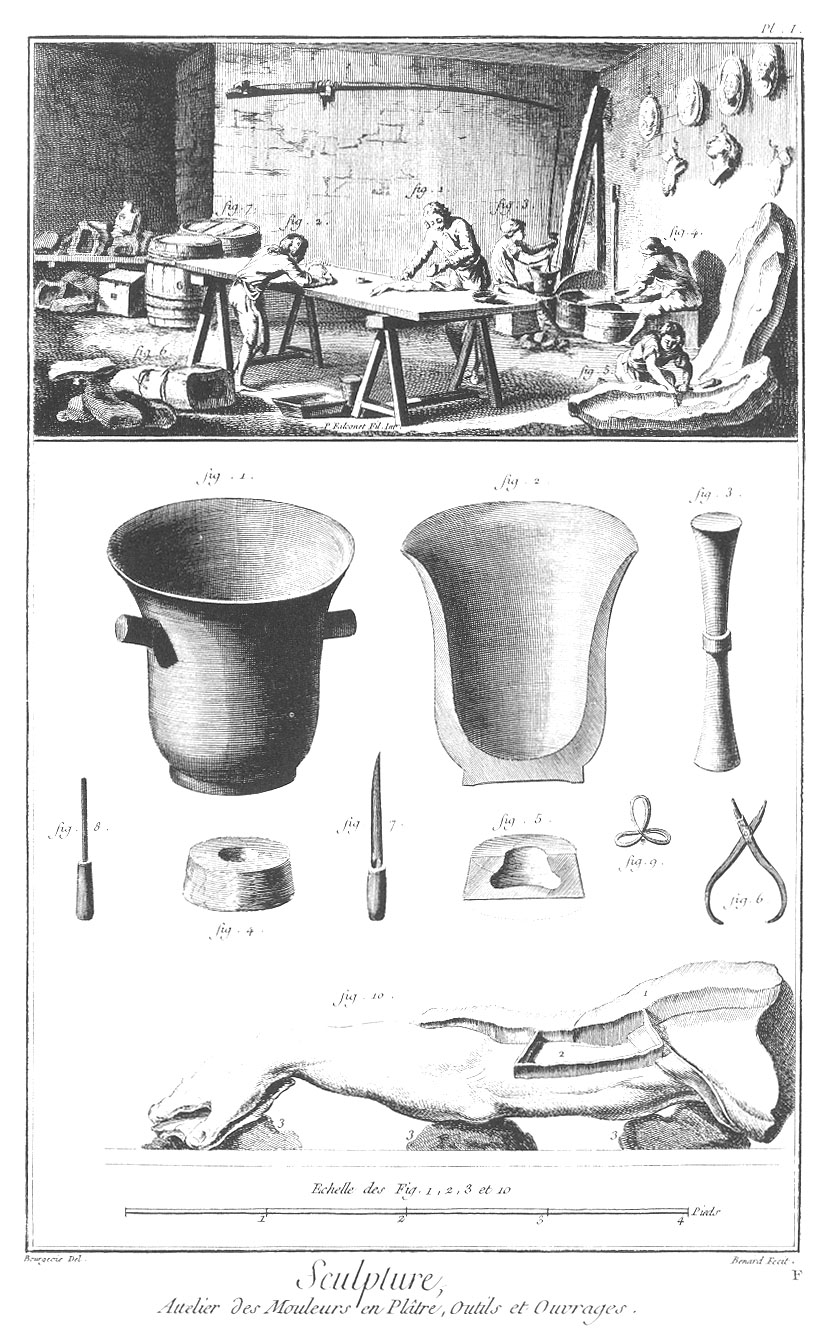 Pl. I.
fig. 1.
fig. 7.
fig. 2.
fig. 3.
fig. 4.
fig. 6.
fig. 5.
P. Falconet Fil. Inv.
fig. 1.
fig. 2.
fig. 3.
fig. 8.
fig. 7.
fig. 5.
fig. 9.
fig. 6
fig. 4.
fig. 10.
1
2
3
3
3
Echelle des Fig. 1, 2, 3 et 10
1 2 3 4 Pieds
Bourgeois Del.
Benard Fecit.
F
Sculpture,
Attelier des Mouleurs en Plâtre, Outils et Ouvrages.